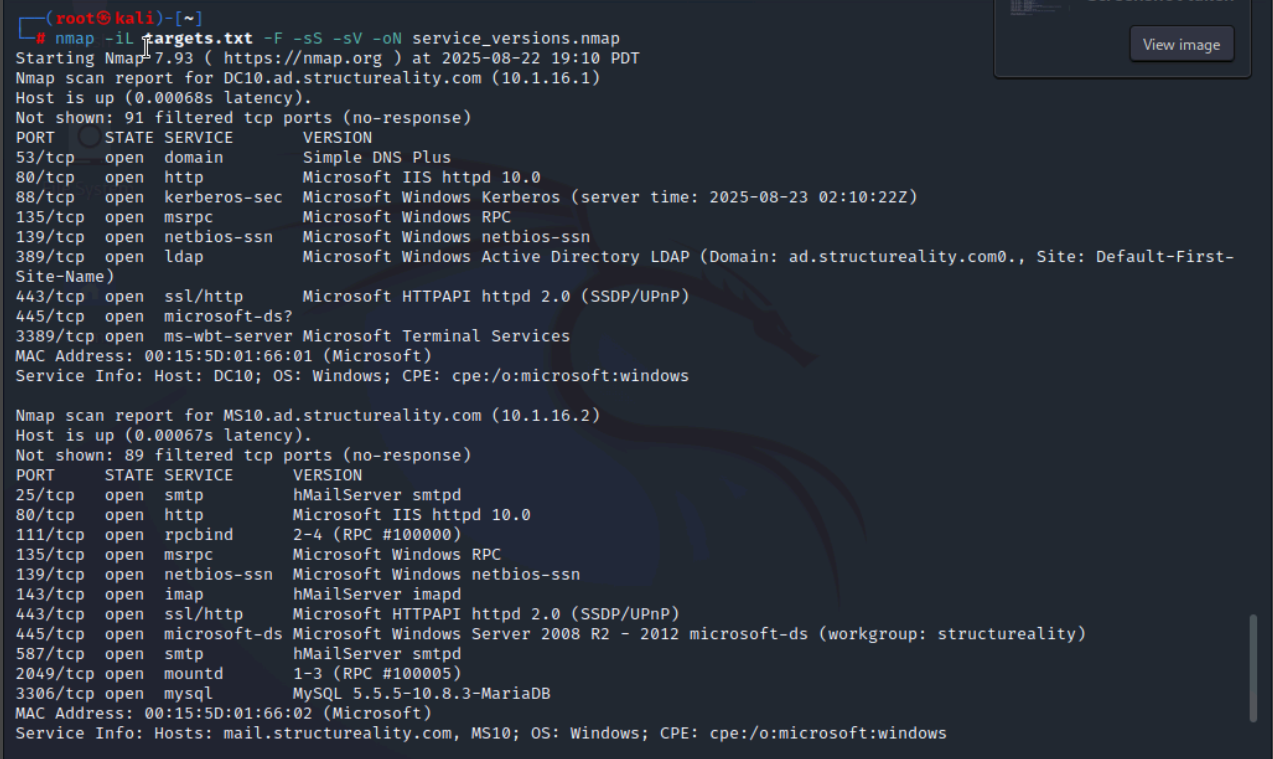 (root㉿kali)-[~]
# nmap -iL targets.txt -F -sS -sV -oN service_versions.nmap
View image
Starting Nmap 7.93 ( https://nmap.org ) at 2025-08-22 19:10 PDT
Nmap scan report for DC10.ad.structureality.com (10.1.16.1)
Host is up (0.00068s latency).
Not shown: 91 filtered tcp ports (no-response)
PORT     STATE SERVICE       VERSION
53/tcp   open  domain        Simple DNS Plus
80/tcp   open  http          Microsoft IIS httpd 10.0
88/tcp   open  kerberos-sec  Microsoft Windows Kerberos (server time: 2025-08-23 02:10:22Z)
135/tcp  open  msrpc         Microsoft Windows RPC
139/tcp  open  netbios-ssn   Microsoft Windows netbios-ssn
389/tcp  open  ldap          Microsoft Windows Active Directory LDAP (Domain: ad.structureality.com0., Site: Default-First-
Site-Name)
443/tcp  open  ssl/http      Microsoft HTTPAPI httpd 2.0 (SSDP/UPnP)
445/tcp  open  microsoft-ds?
3389/tcp open  ms-wbt-server Microsoft Terminal Services
MAC Address: 00:15:5D:01:66:01 (Microsoft)
Service Info: Host: DC10; OS: Windows; CPE: cpe:/o:microsoft:windows
Nmap scan report for MS10.ad.structureality.com (10.1.16.2)
Host is up (0.00067s latency).
Not shown: 89 filtered tcp ports (no-response)
PORT     STATE SERVICE      VERSION
25/tcp   open  smtp         hMailServer smtpd
80/tcp   open  http         Microsoft IIS httpd 10.0
111/tcp  open  rpcbind      2-4 (RPC #100000)
135/tcp  open  msrpc        Microsoft Windows RPC
139/tcp  open  netbios-ssn  Microsoft Windows netbios-ssn
143/tcp  open  imap         hMailServer imapd
443/tcp  open  ssl/http     Microsoft HTTPAPI httpd 2.0 (SSDP/UPnP)
445/tcp  open  microsoft-ds Microsoft Windows Server 2008 R2 - 2012 microsoft-ds (workgroup: structureality)
587/tcp  open  smtp         hMailServer smtpd
2049/tcp open  mountd       1-3 (RPC #100005)
3306/tcp open  mysql        MySQL 5.5.5-10.8.3-MariaDB
MAC Address: 00:15:5D:01:66:02 (Microsoft)
Service Info: Hosts: mail.structureality.com, MS10; OS: Windows; CPE: cpe:/o:microsoft:windows